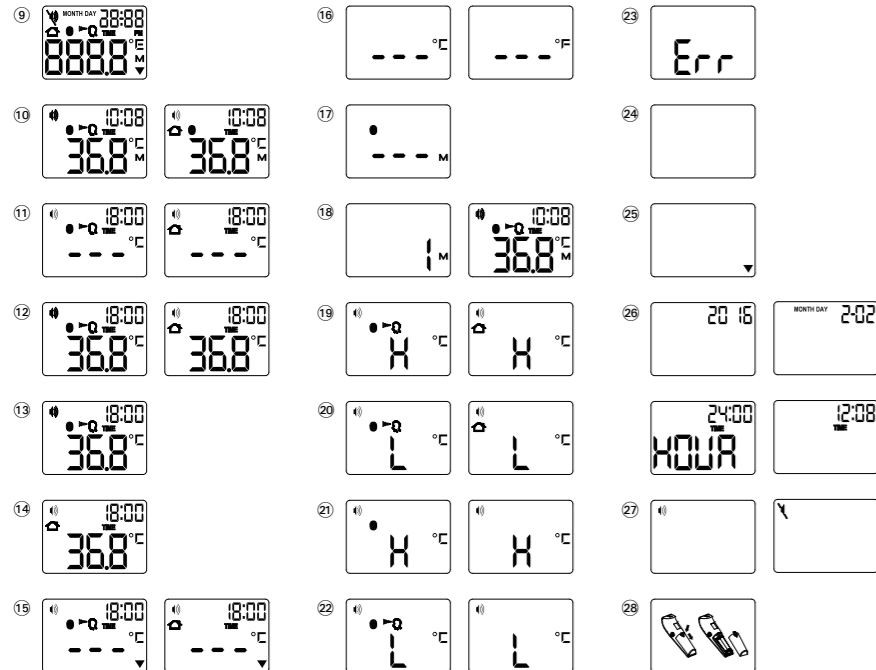 9
MONTH DAY 28:88
TIME PM
888.8 °E
M
10
10:08
TIME
36.8 °C
M
10:08
TIME
36.8 °C
M
11
18:00
TIME
°C
- - -
18:00
TIME
°C
- - -
12
18:00
TIME
36.8 °C
18:00
TIME
36.8 °C
13
18:00
TIME
36.8 °C
14
18:00
TIME
36.8 °C
15
18:00
TIME
°C
- - -
18:00
TIME
°C
- - -
16
°C
- - -
°F
- - -
17
- - - M
18
1 M
10:08
TIME
36.8 °C
M
19
H °C
H °C
20
L °C
L °C
21
H °C
H °C
22
L °C
L °C
23
Err
24
25
26
2016
MONTH DAY 2-02
24:00
TIME
HOUR
12:08
TIME
27
28